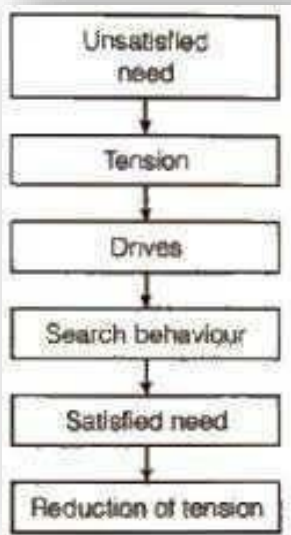 Unsatisfied
need
Tension
Drives
Search behaviour
Satisfied need
Reduction of tension